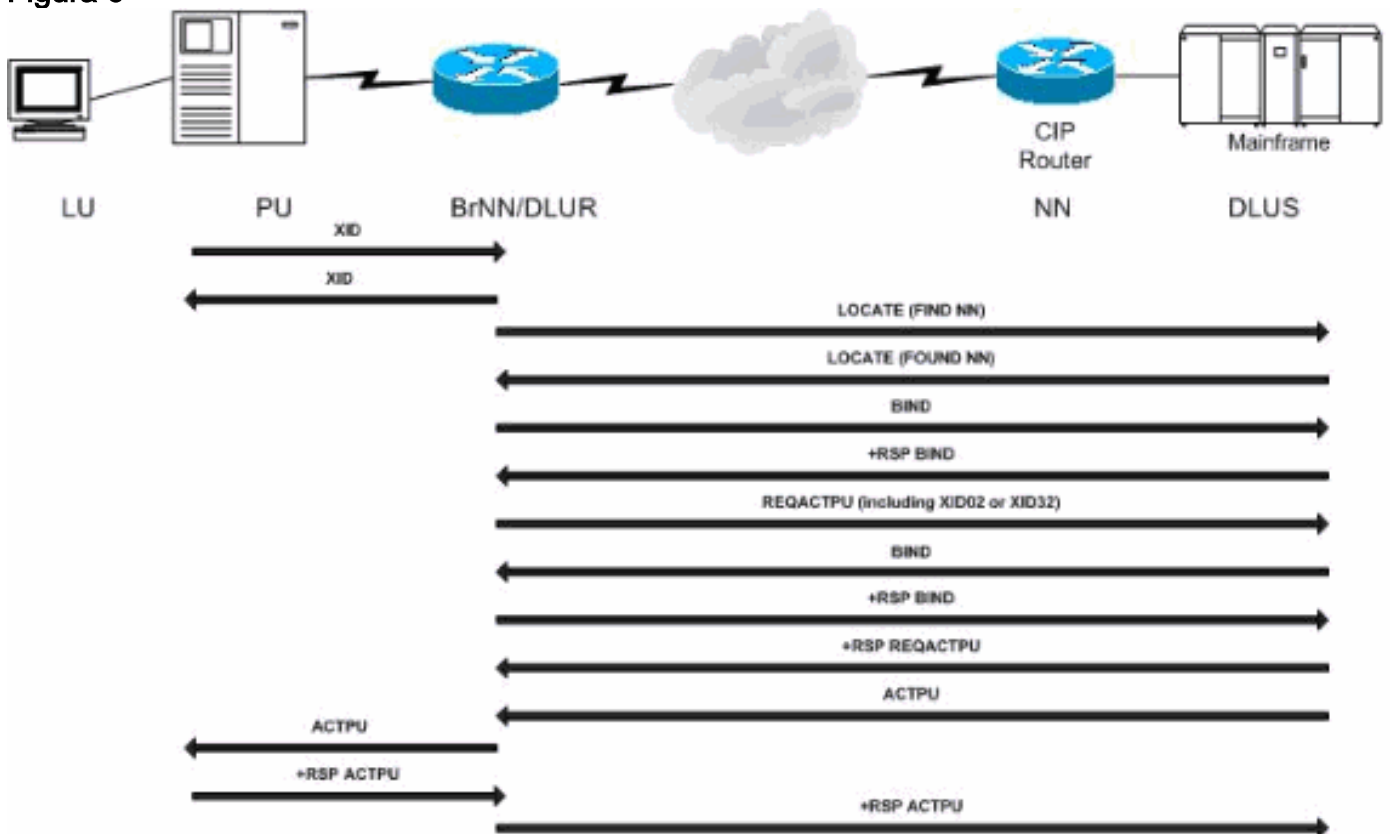 CIP
Router
Mainframe
LU PU BrNN/DLUR NN DLUS
XID
XID
LOCATE (FIND NN)
LOCATE (FOUND NN)
BIND
+RSP BIND
REQACTPU (including XID02 or XID32)
BIND
+RSP BIND
+RSP REQACTPU
ACTPU
ACTPU
+RSP ACTPU
+RSP ACTPU